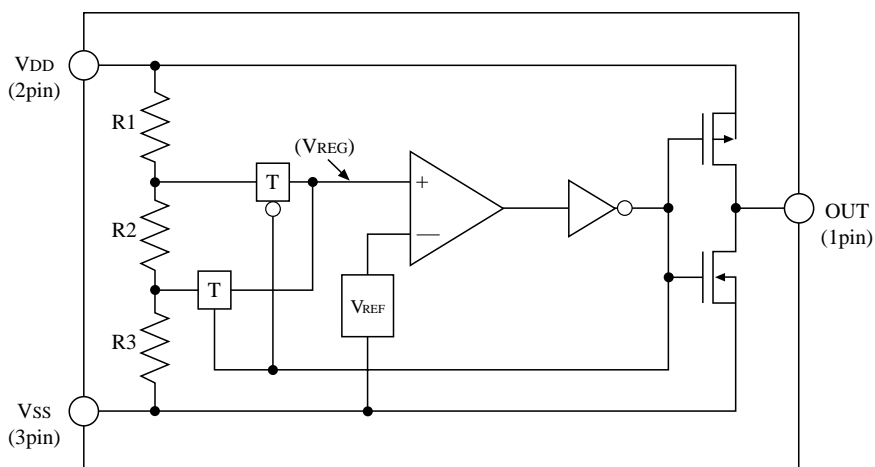 VDD
(2pin)
R1
(VREG)
T
+
—
R2
T
VREF
OUT
(1pin)
R3
VSS
(3pin)